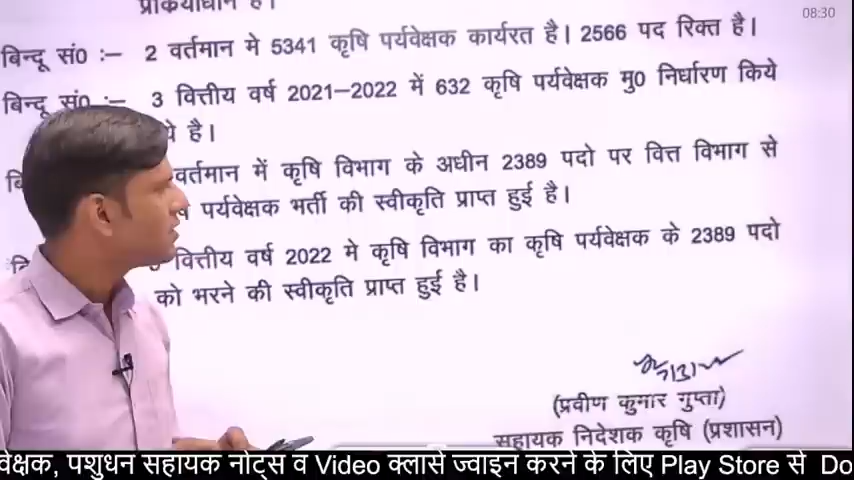 प्रक्रियाधीन है।
08:30
बिन्दू सं0 :– 2 वर्तमान मे 5341 कृषि पर्यवेक्षक कार्यरत है। 2566 पद रिक्त है।
बिन्दू सं0 :– 3 वित्तीय वर्ष 2021–2022 में 632 कृषि पर्यवेक्षक मु0 निर्धारण किये
है।
वर्तमान में कृषि विभाग के अधीन 2389 पदो पर वित्त विभाग से
पर्यवेक्षक भर्ती की स्वीकृति प्राप्त हुई है।
वित्तीय वर्ष 2022 मे कृषि विभाग का कृषि पर्यवेक्षक के 2389 पदो
को भरने की स्वीकृति प्राप्त हुई है।
(प्रवीण कुमार गुप्ता)
सहायक निदेशक कृषि (प्रशासन)
वेक्षक, पशुधन सहायक नोट्स व Video क्लासें ज्वाइन करने के लिए Play Store से Do